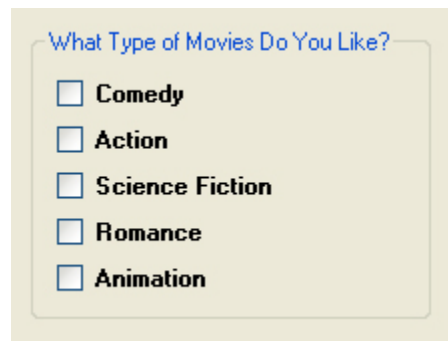 What Type of Movies Do You Like?
Comedy
Action
Science Fiction
Romance
Animation